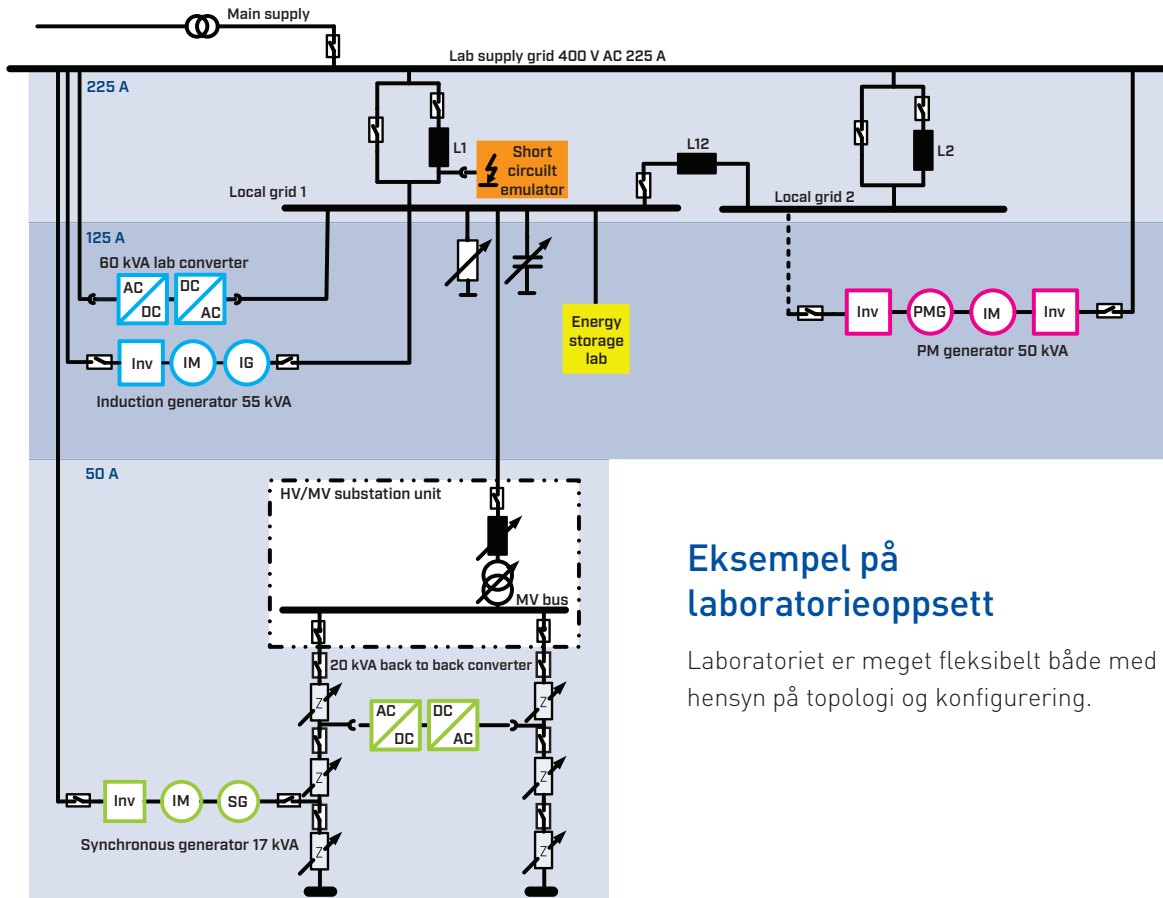 Main supply
Lab supply grid 400 V AC 225 A
225 A
L1
Short
circuilt
emulator
L12
L2
Local grid 1
Local grid 2
125 A
60 kVA lab converter
AC
DC
DC
AC
Energy
storage
lab
Inv
PMG
IM
Inv
PM generator 50 kVA
Inv
IM
IG
Induction generator 55 kVA
50 A
HV/MV substation unit
MV bus
20 kVA back to back converter
Z
Z
AC
DC
DC
AC
Z
Z
Inv
IM
SG
Synchronous generator 17 kVA
Z
Z
Eksempel på
laboratorieoppsett
Laboratoriet er meget fleksibelt både med
hensyn på topologi og konfigurering.